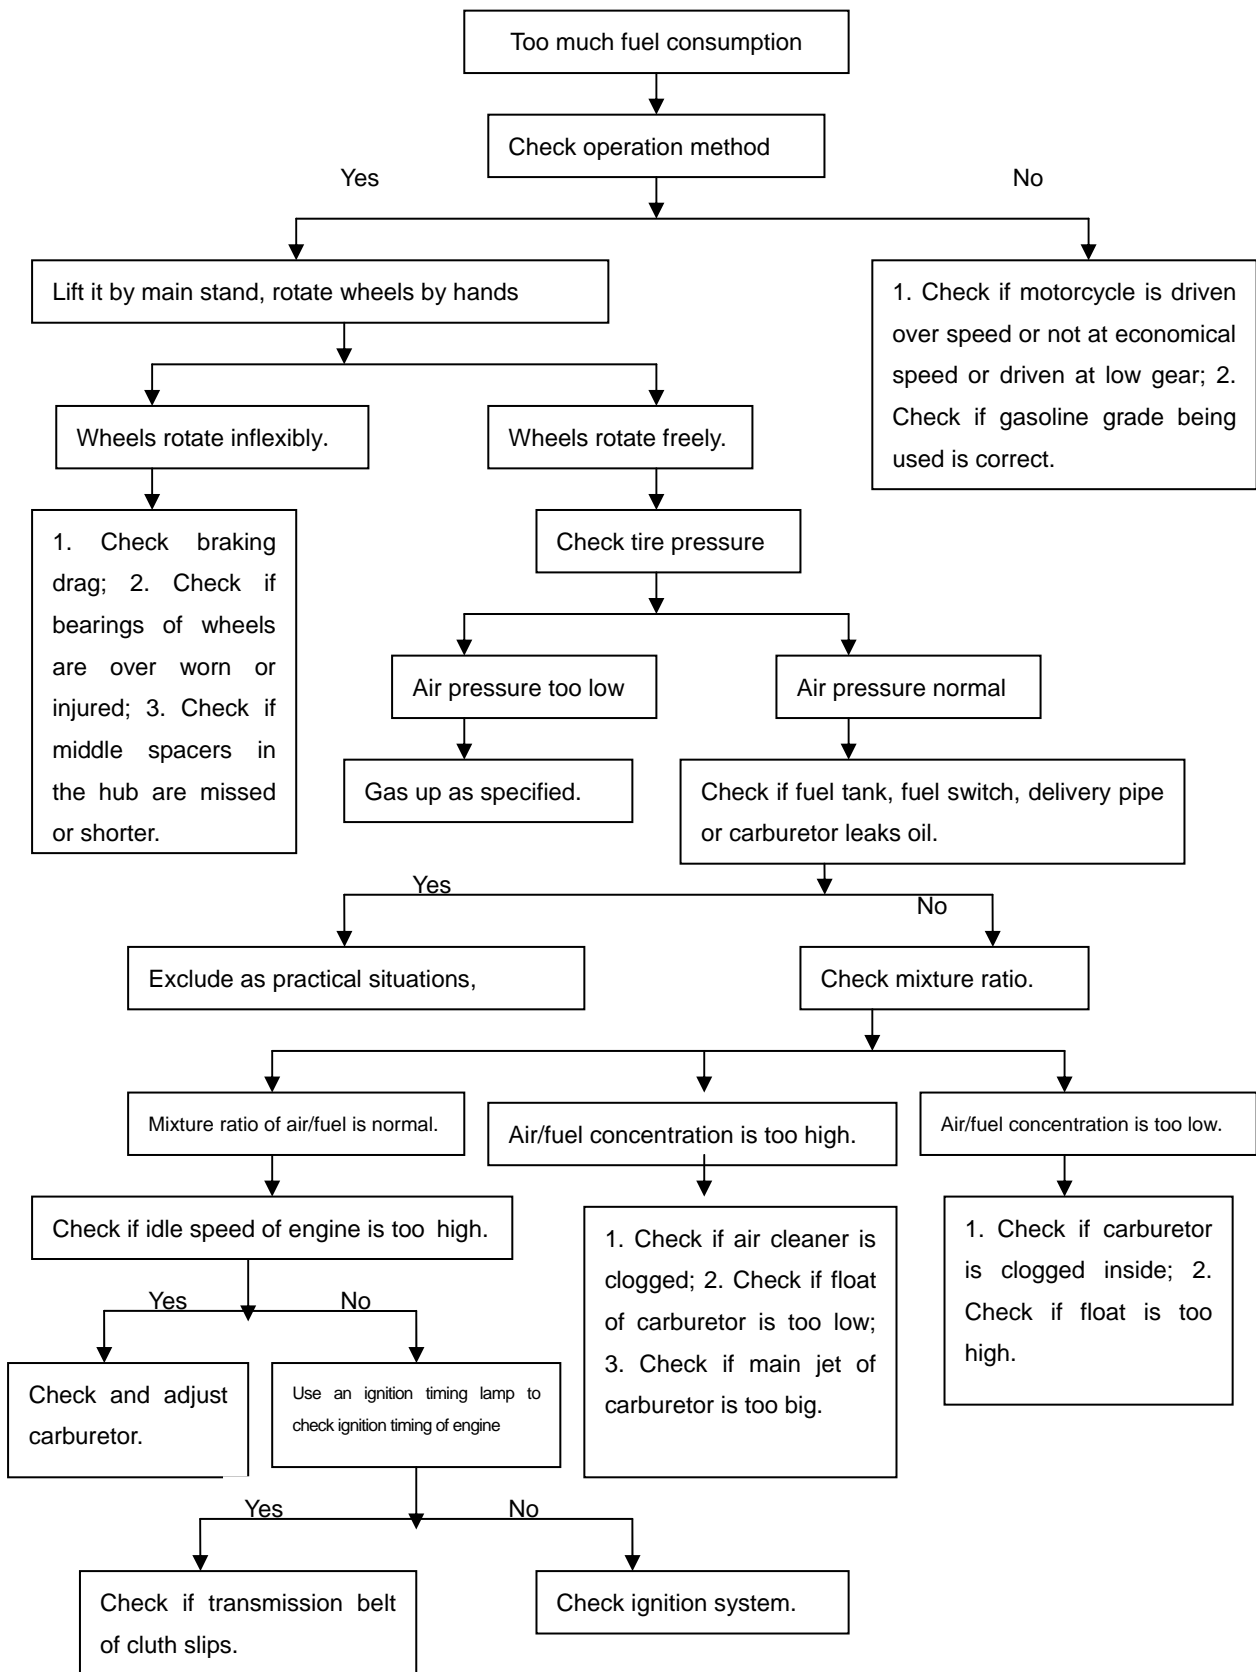 Too much fuel consumption
Check operation method
Yes
No
Lift it by main stand, rotate wheels by hands
1. Check if motorcycle is driven
over speed or not at economical
speed or driven at low gear; 2.
Check if gasoline grade being
used is correct.
Wheels rotate inflexibly.
Wheels rotate freely.
1. Check braking
drag; 2. Check if
bearings of wheels
are over worn or
injured; 3. Check if
middle spacers in
the hub are missed
or shorter.
Check tire pressure
Air pressure too low
Air pressure normal
Gas up as specified.
Check if fuel tank, fuel switch, delivery pipe
or carburetor leaks oil.
Yes
No
Exclude as practical situations,
Check mixture ratio.
Mixture ratio of air/fuel is normal.
Air/fuel concentration is too high.
Air/fuel concentration is too low.
Check if idle speed of engine is too high.
1. Check if air cleaner is
clogged; 2. Check if float
of carburetor is too low;
3. Check if main jet of
carburetor is too big.
1. Check if carburetor
is clogged inside; 2.
Check if float is too
high.
Yes
No
Check and adjust
carburetor.
Use an ignition timing lamp to
check ignition timing of engine
Yes
No
Check if transmission belt
of cluth slips.
Check ignition system.